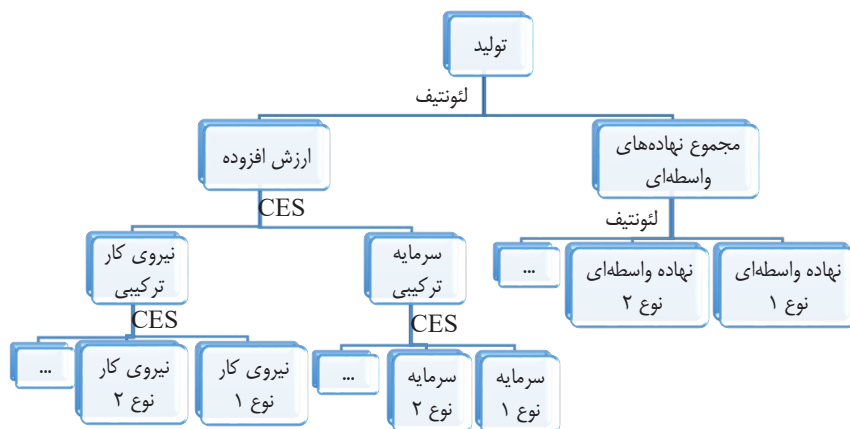 تولید
لئونتیف
مجموع نهاده‌های
واسطه‌ای
ارزش افزوده
لئونتیف
CES
نهاده واسطه‌ای
نوع ۱
نهاده واسطه‌ای
نوع ۲
...
سرمایه
ترکیبی
نیروی کار
ترکیبی
CES
CES
سرمایه
نوع ۱
سرمایه
نوع ۲
...
نیروی کار
نوع ۱
نیروی کار
نوع ۲
...